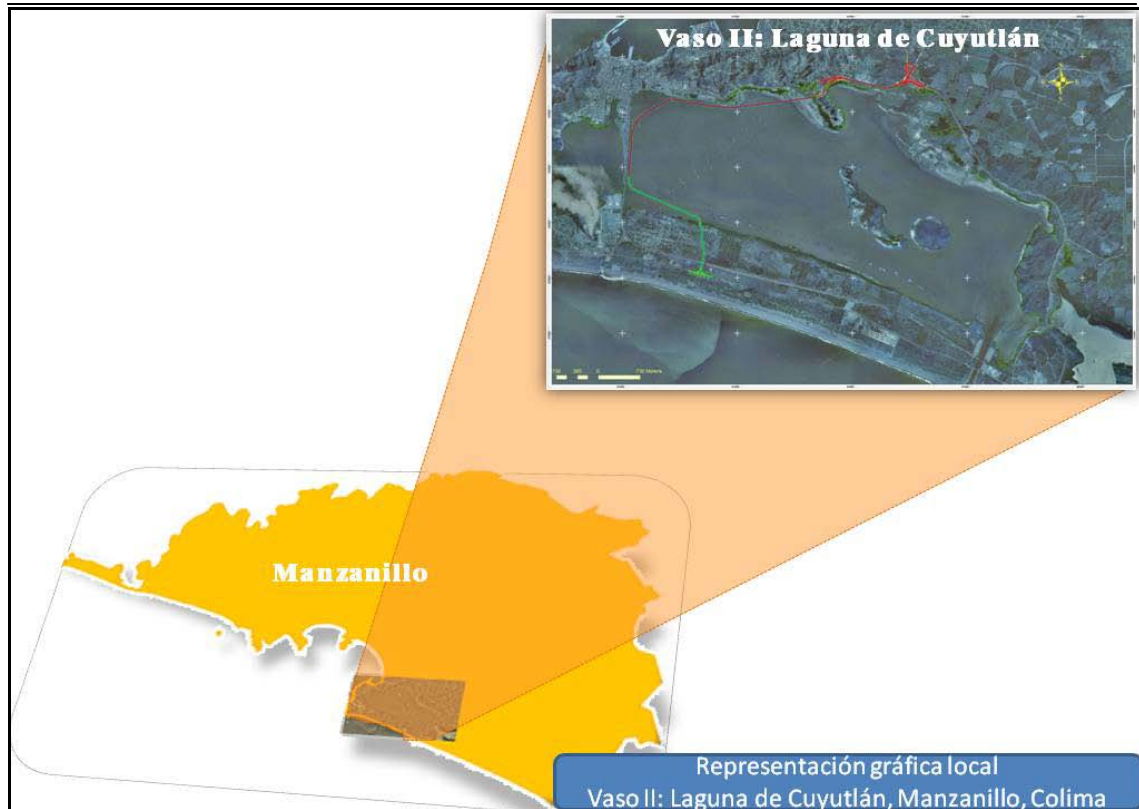 Vaso II: Laguna de Cuyutlán
Manzanillo
Representación gráfica local
Vaso II: Laguna de Cuyutlán, Manzanillo, Colima